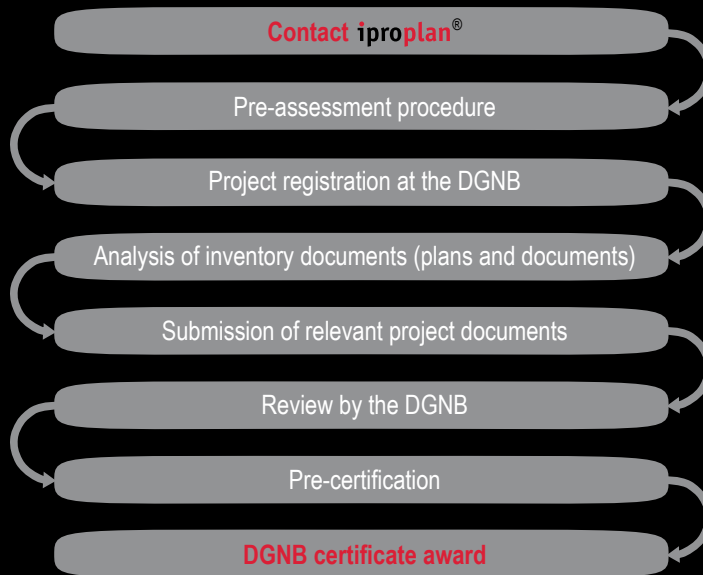 Contact iproplan®
Pre-assessment procedure
Project registration at the DGNB
Analysis of inventory documents (plans and documents)
Submission of relevant project documents
Review by the DGNB
Pre-certification
DGNB certificate award